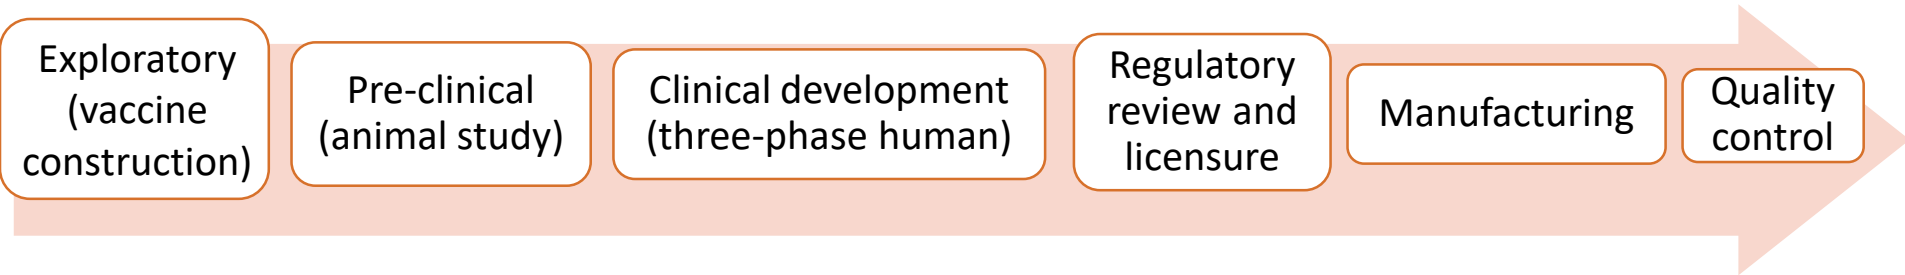 Exploratory
(vaccine
construction)
Pre-clinical
(animal study)
Clinical development
(three-phase human)
Regulatory
review and
licensure
Manufacturing
Quality
control